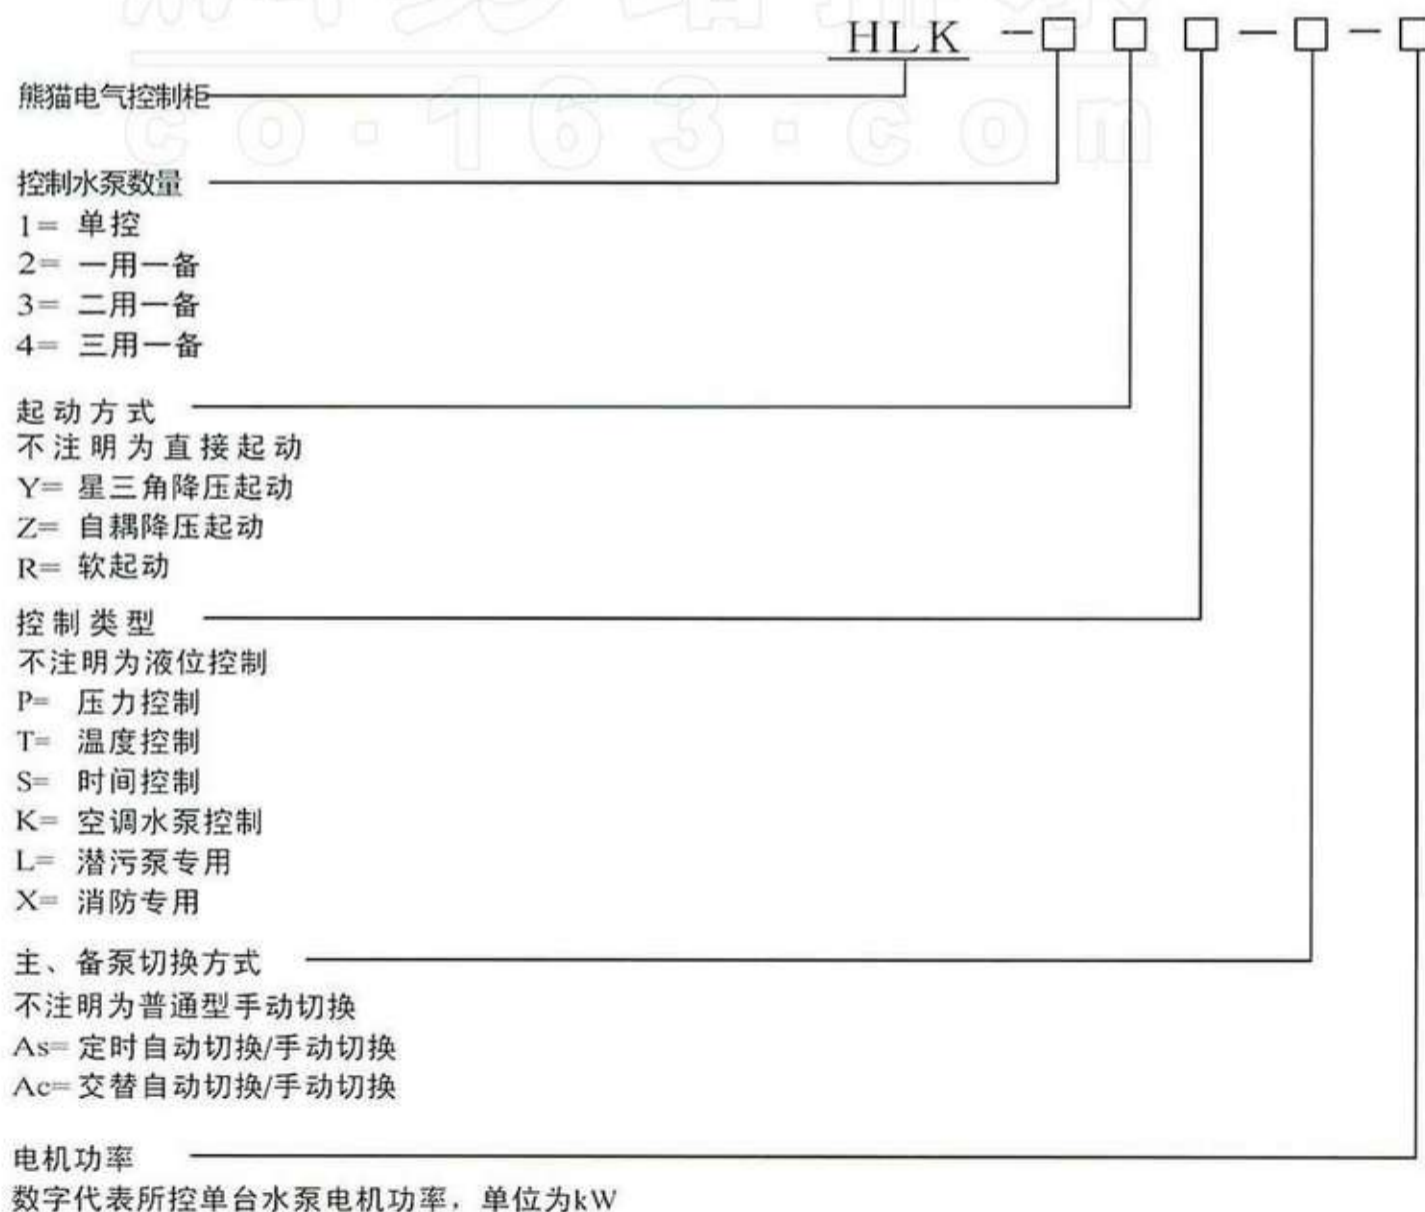 HLK -□ □ □ — □ — □
熊猫电气控制柜
co·163·com
控制水泵数量
1= 单控
2= 一用一备
3= 二用一备
4= 三用一备
起动方式
不注明为直接起动
Y= 星三角降压起动
Z= 自耦降压起动
R= 软起动
控制类型
不注明为液位控制
P= 压力控制
T= 温度控制
S= 时间控制
K= 空调水泵控制
L= 潜污泵专用
X= 消防专用
主、备泵切换方式
不注明为普通型手动切换
As= 定时自动切换/手动切换
Ac= 交替自动切换/手动切换
电机功率
数字代表所控单台水泵电机功率，单位为kW